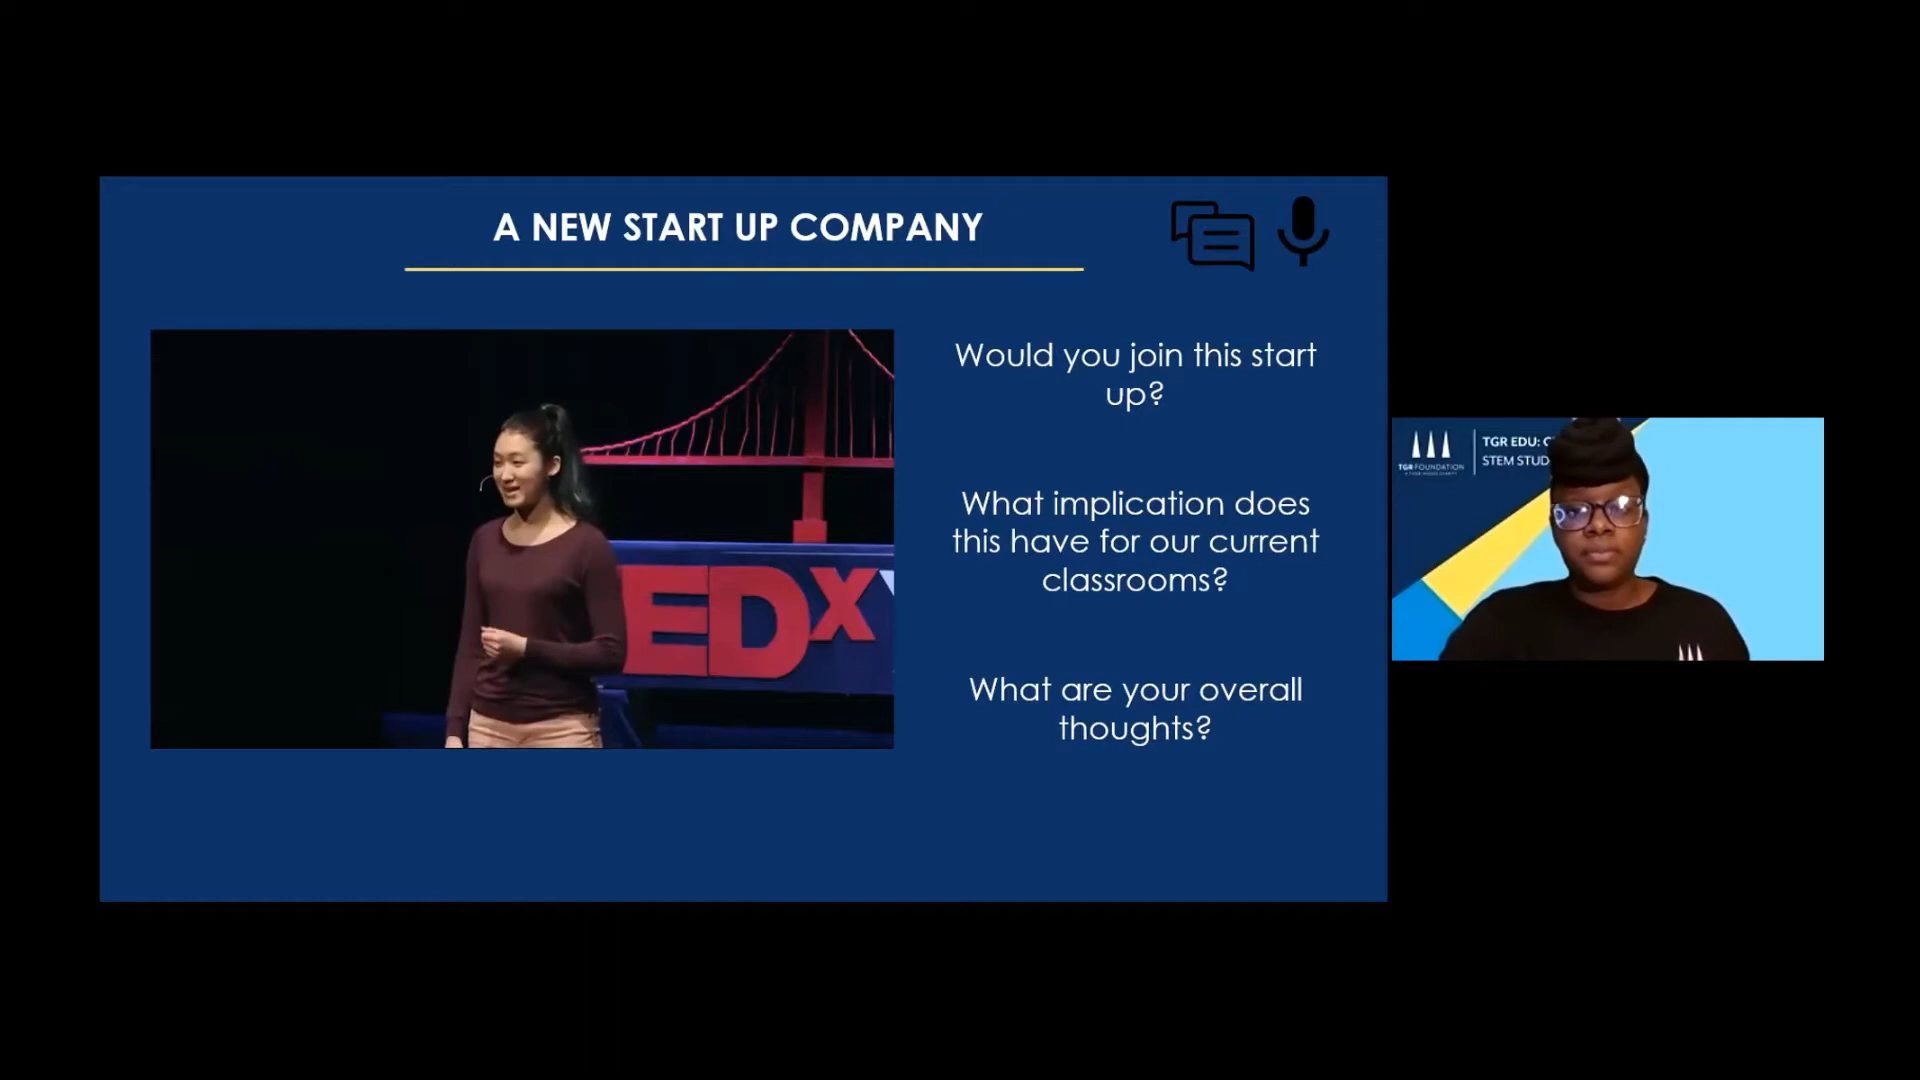 A NEW START UP COMPANY
Would you join this start
up?
What implication does
this have for our current
classrooms?
What are your overall
thoughts?
EDX
TGR EDU:
STEM STUD
TGR FOUNDATION